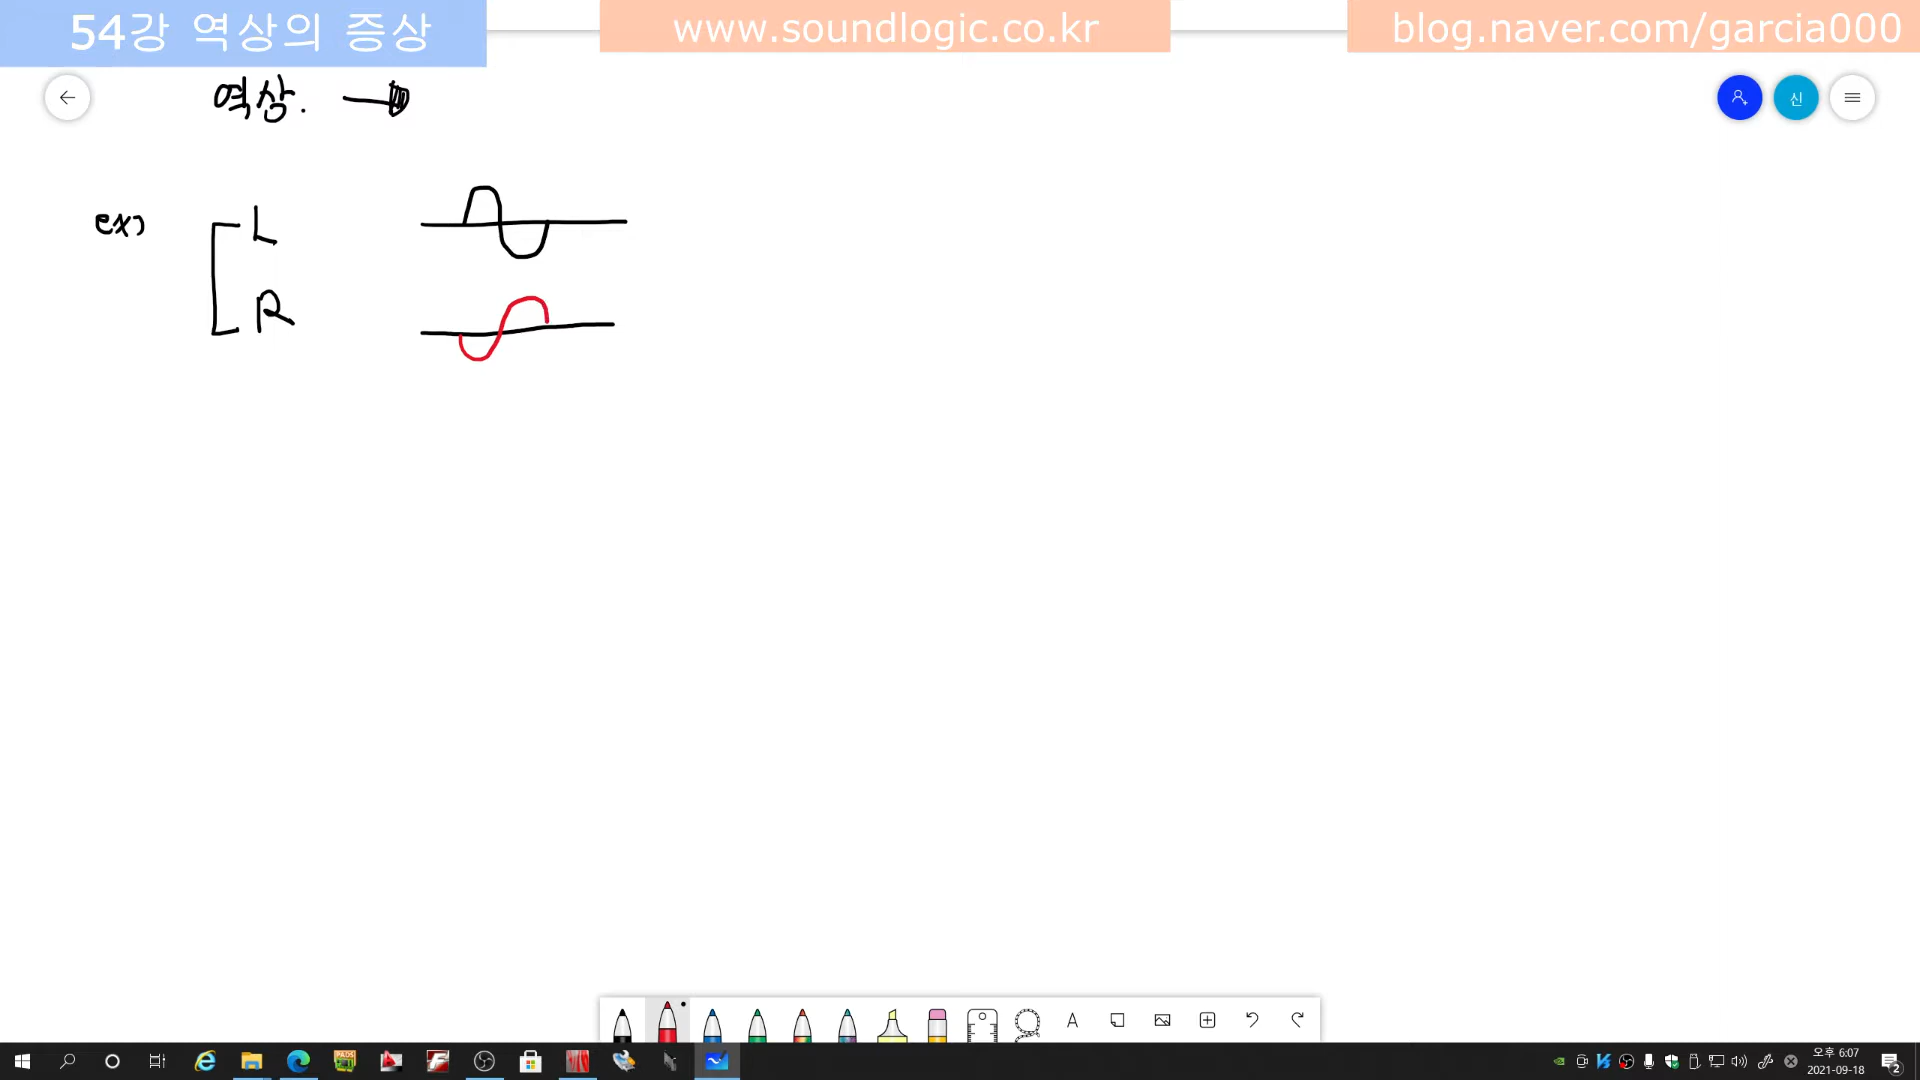 54강 역상의 증상
www.soundlogic.co.kr
blog.naver.com/garcia000
역상.
신
ex)
L
R
A
오후 6:07
2021-09-18
2